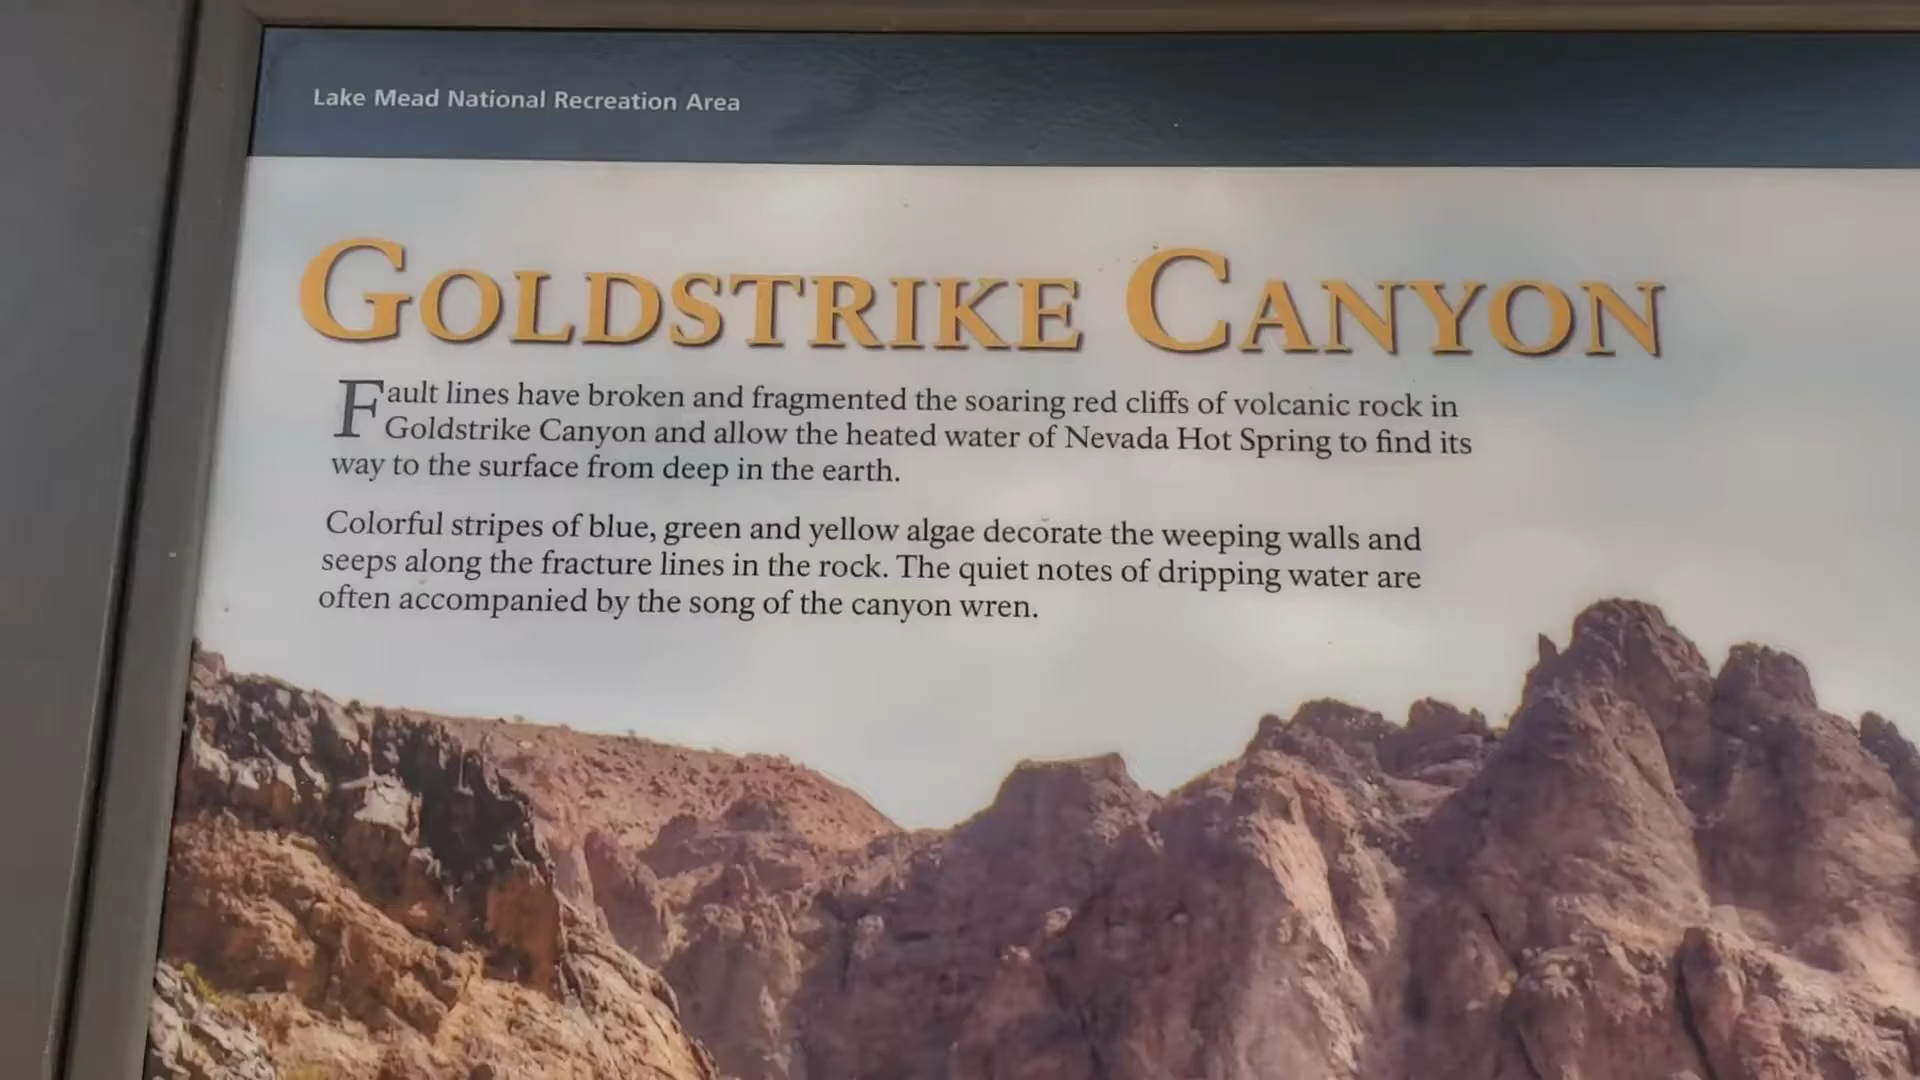 Lake Mead National Recreation Area
GOLDSTRIKE CANYON
Fault lines have broken and fragmented the soaring red cliffs of volcanic rock in
Goldstrike Canyon and allow the heated water of Nevada Hot Spring to find its
way to the surface from deep in the earth.
Colorful stripes of blue, green and yellow algae decorate the weeping walls and
seeps along the fracture lines in the rock. The quiet notes of dripping water are
often accompanied by the song of the canyon wren.